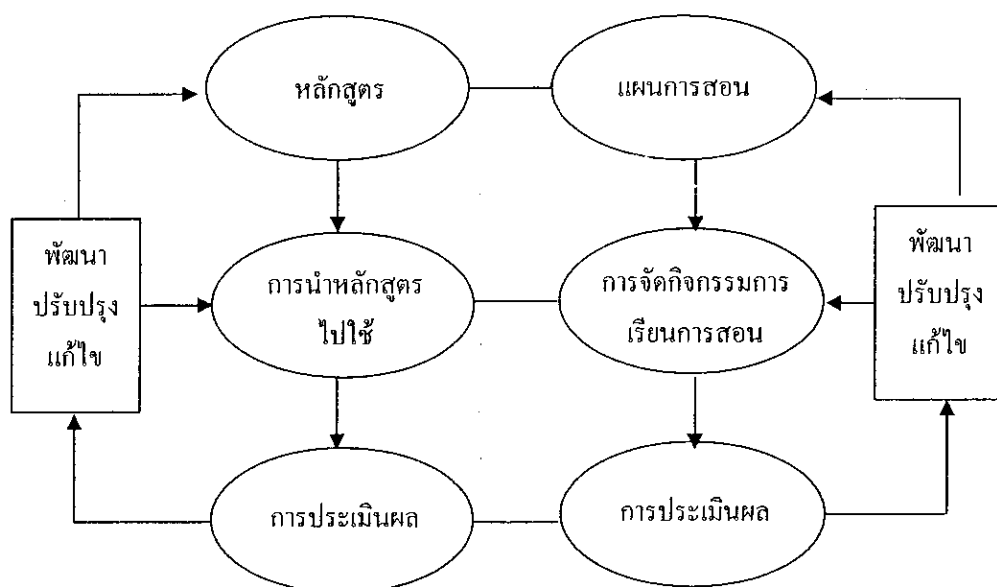 หลักสูตร
แผนการสอน
พัฒนา
ปรับปรุง
แก้ไข
การนำหลักสูตร
ไปใช้
การจัดกิจกรรมการ
เรียนการสอน
พัฒนา
ปรับปรุง
แก้ไข
การประเมินผล
การประเมินผล